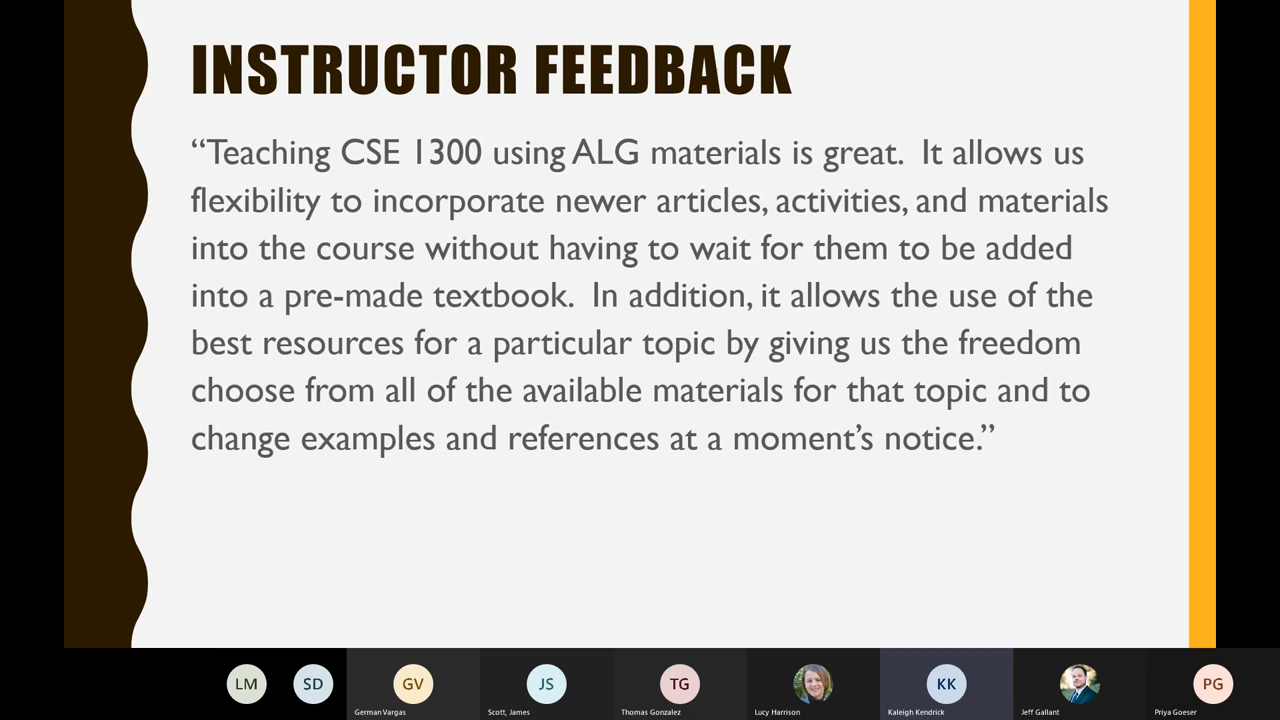 INSTRUCTOR FEEDBACK
“Teaching CSE 1300 using ALG materials is great.  It allows us
flexibility to incorporate newer articles, activities, and materials
into the course without having to wait for them to be added
into a pre-made textbook.  In addition, it allows the use of the
best resources for a particular topic by giving us the freedom
choose from all of the available materials for that topic and to
change examples and references at a moment’s notice.”
LM SD GV JS TG KK PG
German Vargas Scott, James Thomas Gonzalez Lucy Harrison Kaleigh Kendrick Jeff Gallant Priya Goeser